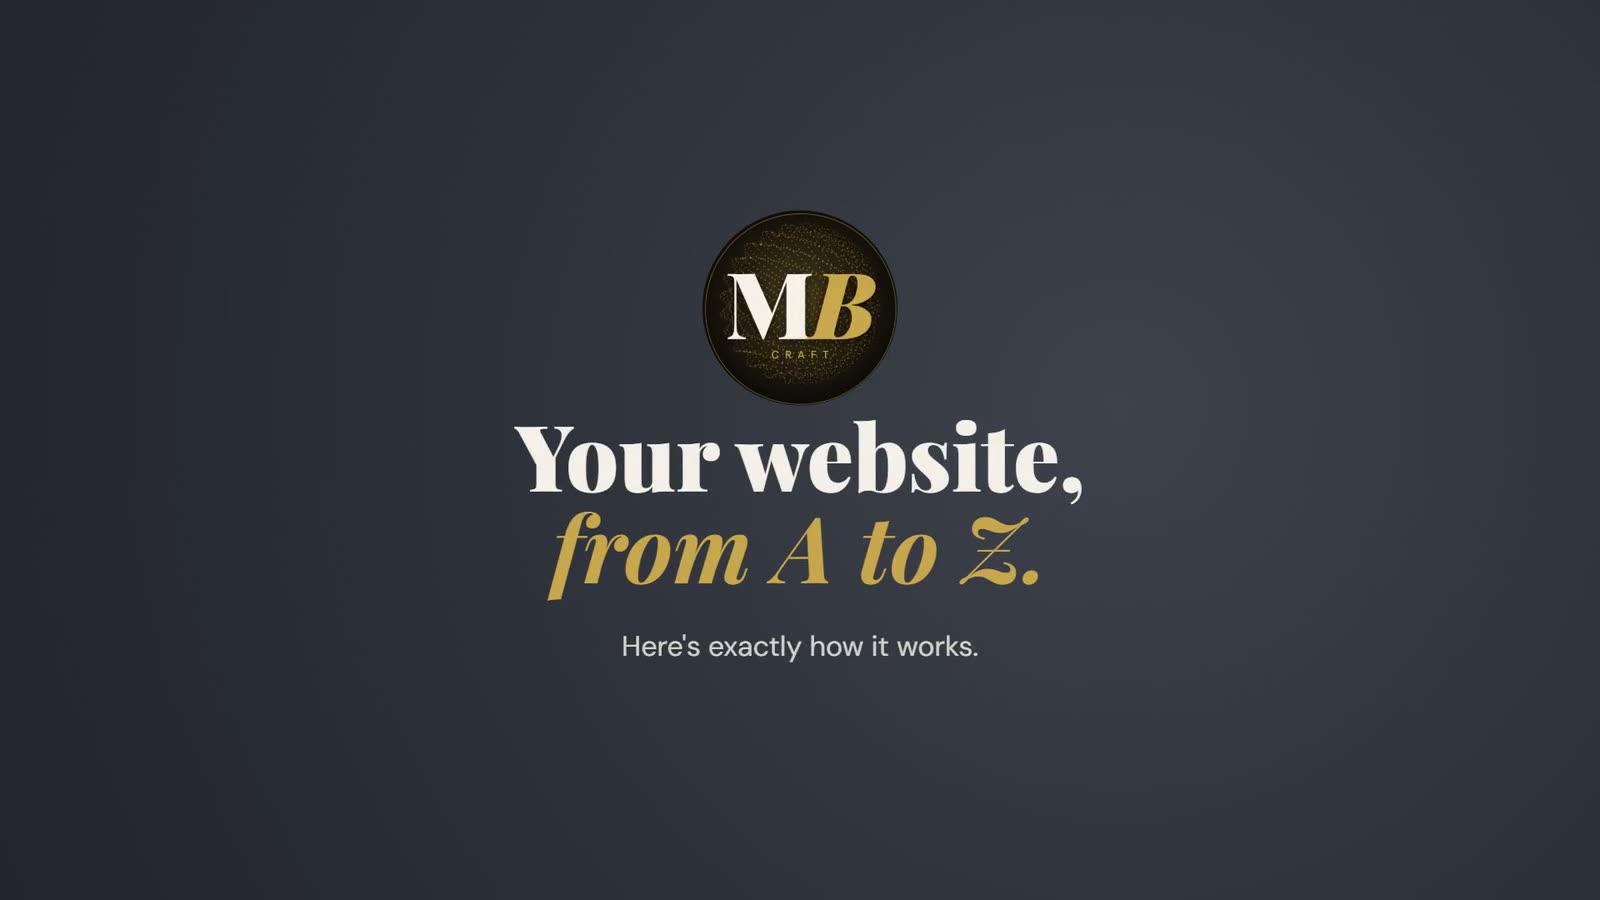 MB
CRAFT
Your website,
from A to Z.
Here's exactly how it works.